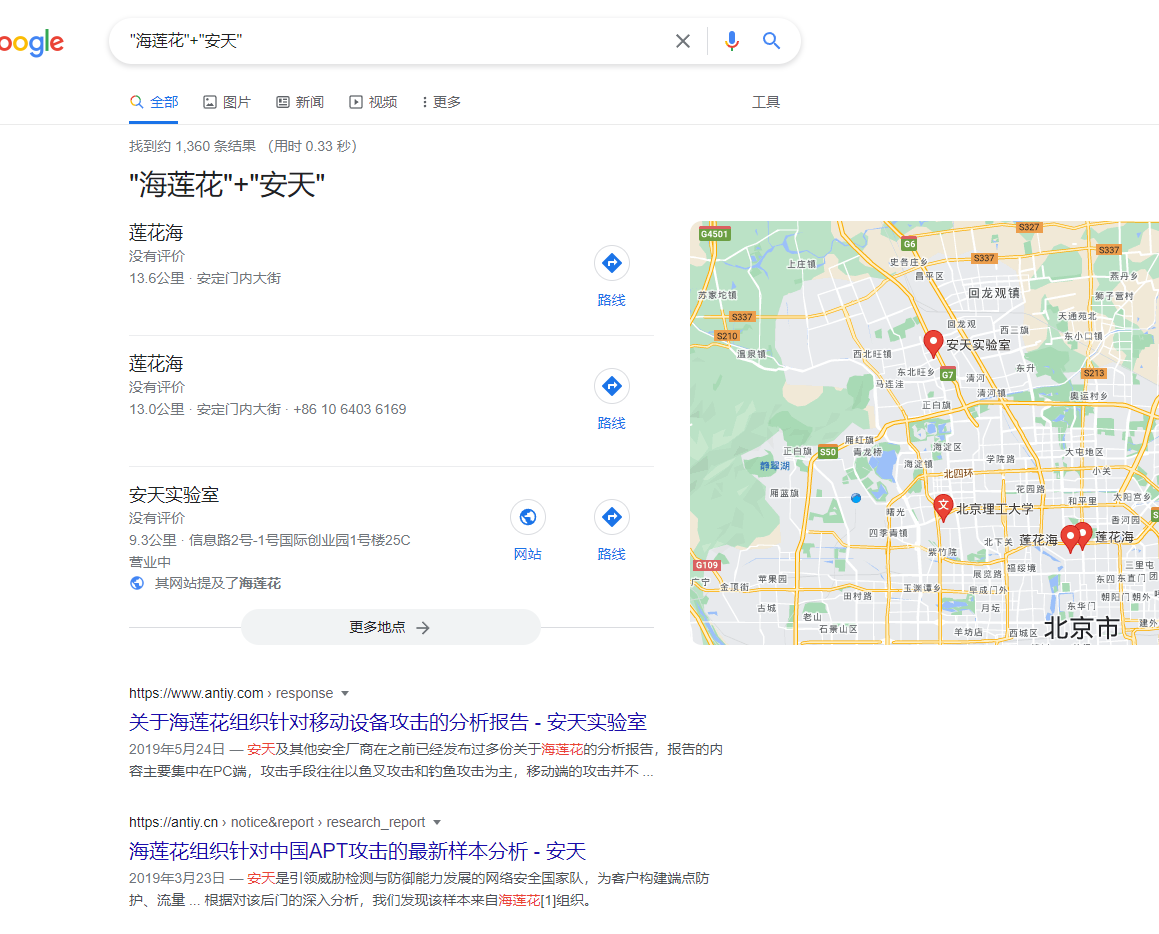 oogle
"海莲花"+"安天"
全部 图片 新闻 视频 更多 工具
找到约 1,360 条结果 （用时 0.33 秒）
"海莲花"+"安天"
莲花海
没有评价
13.6公里 · 安定门内大街
路线
莲花海
没有评价
13.0公里 · 安定门内大街 · +86 10 6403 6169
路线
安天实验室
没有评价
9.3公里 · 信息路2号-1号国际创业园1号楼25C
营业中
其网站提及了海莲花
网站
路线
更多地点
G4501
G6
S327
S337
S337
上庄镇
史各庄乡
昌平区
燕丹乡
苏家坨镇
回龙观镇
狮子营村
S337
天通苑北
S210
回龙观
西三旗
东小口镇
温泉镇
西北旺镇
安天实验室
东北旺乡
G7
清河
东升
S213
马连洼
清河镇
奥运村乡
正白旗
厢红旗
正白旗
S50
青龙桥
海淀区
大屯地区
静翠湖
海淀镇
学院路
小关
北四环
厢蓝旗
花园路
和平里
太阳宫乡
曙光
文
北京理工大学
香河园
四季青镇
北下关
莲花海
莲花海
紫竹院
三里屯
G109
展览路
福绥境
东四
东直门
团
广宁
苹果园
金顶街
玉渊潭乡
阜成门外
朝阳门
朝外
田村路
古城
月坛
东华门
老山
石景山区
羊坊店
西城区
北京市
建外
https://www.antiy.com › response
关于海莲花组织针对移动设备攻击的分析报告 - 安天实验室
2019年5月24日 — 安天及其他安全厂商在之前已经发布过多份关于海莲花的分析报告，报告的内
容主要集中在PC端，攻击手段往往以鱼叉攻击和钓鱼攻击为主，移动端的攻击并不 ...
https://antiy.cn › notice&report › research_report
海莲花组织针对中国APT攻击的最新样本分析 - 安天
2019年3月23日 — 安天是引领威胁检测与防御能力发展的网络安全国家队，为客户构建端点防
护、流量 ... 根据对该后门的深入分析，我们发现该样本来自海莲花[1]组织。